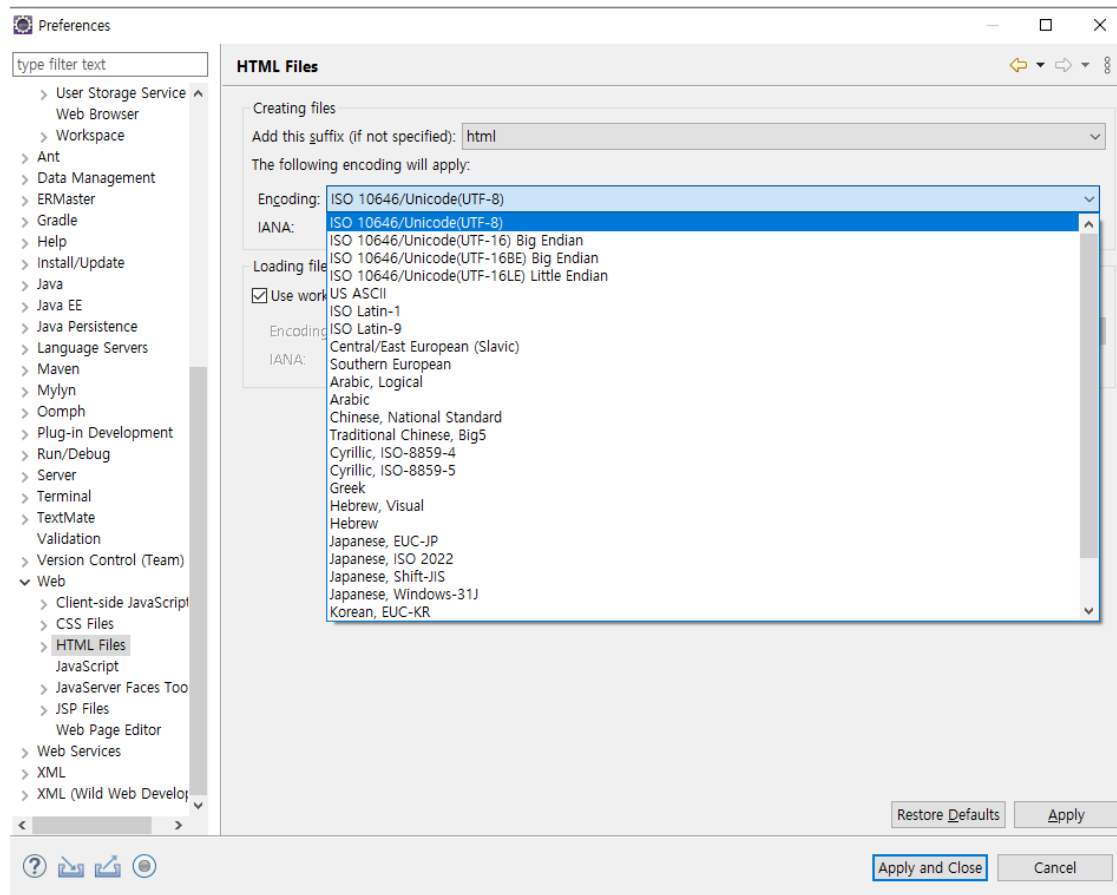 Preferences
type filter text
HTML Files
User Storage Service
Web Browser
Workspace
Ant
Data Management
ERMaster
Gradle
Help
Install/Update
Java
Java EE
Java Persistence
Language Servers
Maven
Mylyn
Oomph
Plug-in Development
Run/Debug
Server
Terminal
TextMate
Validation
Version Control (Team)
Web
Client-side JavaScript
CSS Files
HTML Files
JavaScript
JavaServer Faces Too
JSP Files
Web Page Editor
Web Services
XML
XML (Wild Web Develop
Creating files
Add this suffix (if not specified): html
The following encoding will apply:
Encoding: ISO 10646/Unicode(UTF-8)
IANA:
ISO 10646/Unicode(UTF-8)
ISO 10646/Unicode(UTF-16) Big Endian
ISO 10646/Unicode(UTF-16BE) Big Endian
ISO 10646/Unicode(UTF-16LE) Little Endian
US ASCII
ISO Latin-1
ISO Latin-9
Central/East European (Slavic)
Southern European
Arabic, Logical
Arabic
Chinese, National Standard
Traditional Chinese, Big5
Cyrillic, ISO-8859-4
Cyrillic, ISO-8859-5
Greek
Hebrew, Visual
Hebrew
Japanese, EUC-JP
Japanese, ISO 2022
Japanese, Shift-JIS
Japanese, Windows-31J
Korean, EUC-KR
Loading file
Use work
Encoding
IANA:
Restore Defaults
Apply
Apply and Close
Cancel